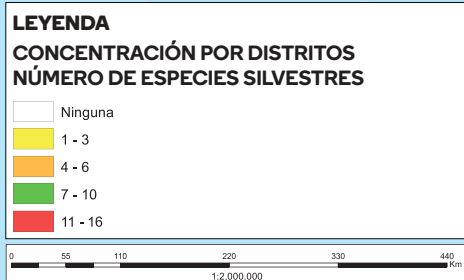 LEYENDA
CONCENTRACIÓN POR DISTRITOS
NÚMERO DE ESPECIES SILVESTRES
Ninguna
1 - 3
4 - 6
7 - 10
11 - 16
0 55 110 220 330 440
Km
1:2.000.000